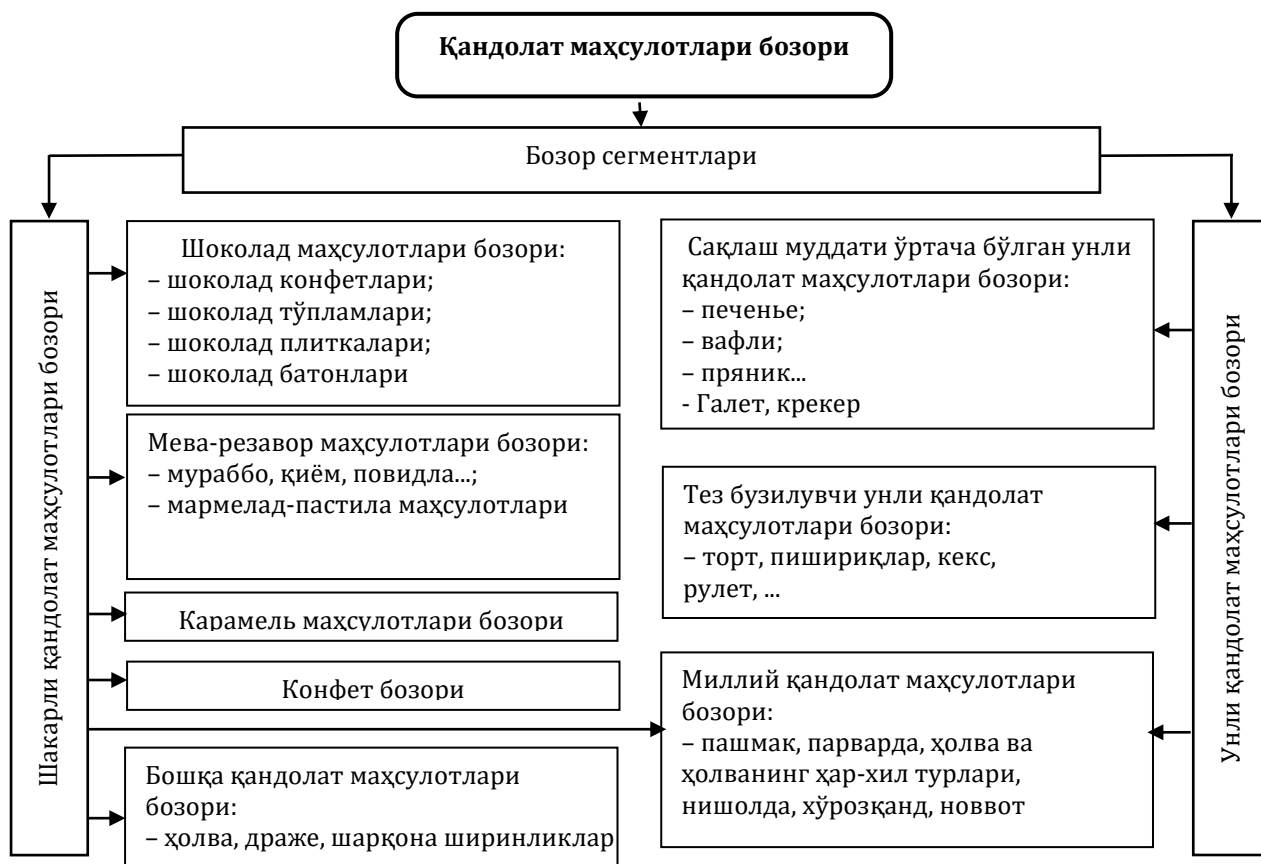 Қандолат маҳсулотлари бозори
Бозор сегментлари
Шакарли қандолат маҳсулотлари бозори
Шоколад маҳсулотлари бозори:
– шоколад конфетлари;
– шоколад тўпламлари;
– шоколад плиткалари;
– шоколад батонлари
Мева-резавор маҳсулотлари бозори:
– мураббо, қиём, повидла...;
– мармелад-пастила маҳсулотлари
Карамель маҳсулотлари бозори
Конфет бозори
Бошқа қандолат маҳсулотлари
бозори:
– ҳолва, драже, шарқона ширинликлар
Сақлаш муддати ўртача бўлган унли
қандолат маҳсулотлари бозори:
– печенье;
– вафли;
– пряник...
- Галет, крекер
Тез бузилувчи унли қандолат
маҳсулотлари бозори:
– торт, пишириқлар, кекс,
рулет, ...
Миллий қандолат маҳсулотлари
бозори:
– пашмак, парварда, ҳолва ва
ҳолванинг ҳар-хил турлари,
нишолда, хўрозқанд, новвот
Унли қандолат маҳсулотлари бозори